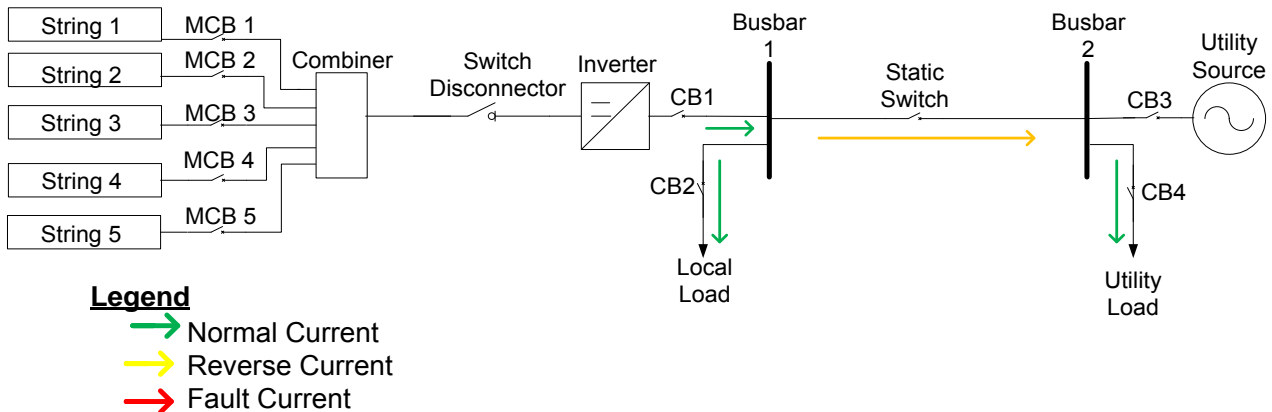 String 1
String 2
String 3
String 4
String 5
MCB 1
MCB 2
MCB 3
MCB 4
MCB 5
Combiner
Switch
Disconnector
Inverter
CB1
Busbar
1
CB2
Local
Load
Static
Switch
Busbar
2
CB3
Utility
Source
CB4
Utility
Load
Legend
Normal Current
Reverse Current
Fault Current